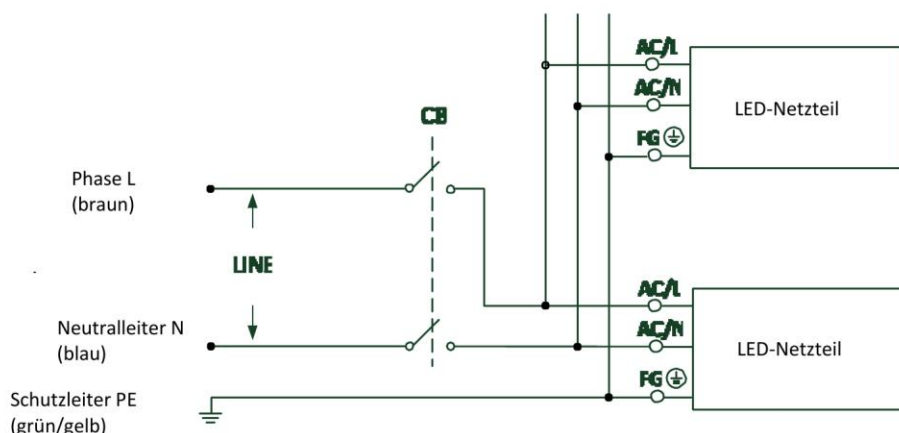 AC/L
AC/N
LED-Netzteil
FG
CB
Phase L
(braun)
LINE
AC/L
Neutralleiter N
(blau)
AC/N
LED-Netzteil
FG
Schutzleiter PE
(grün/gelb)